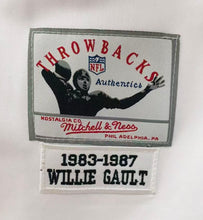 THROWBACKS
NFL
Authentics
NOSTALGIA CO.
Mitchell & Ness
PHILADELPHIA, PA
1983-1987
WILLIE GAULT